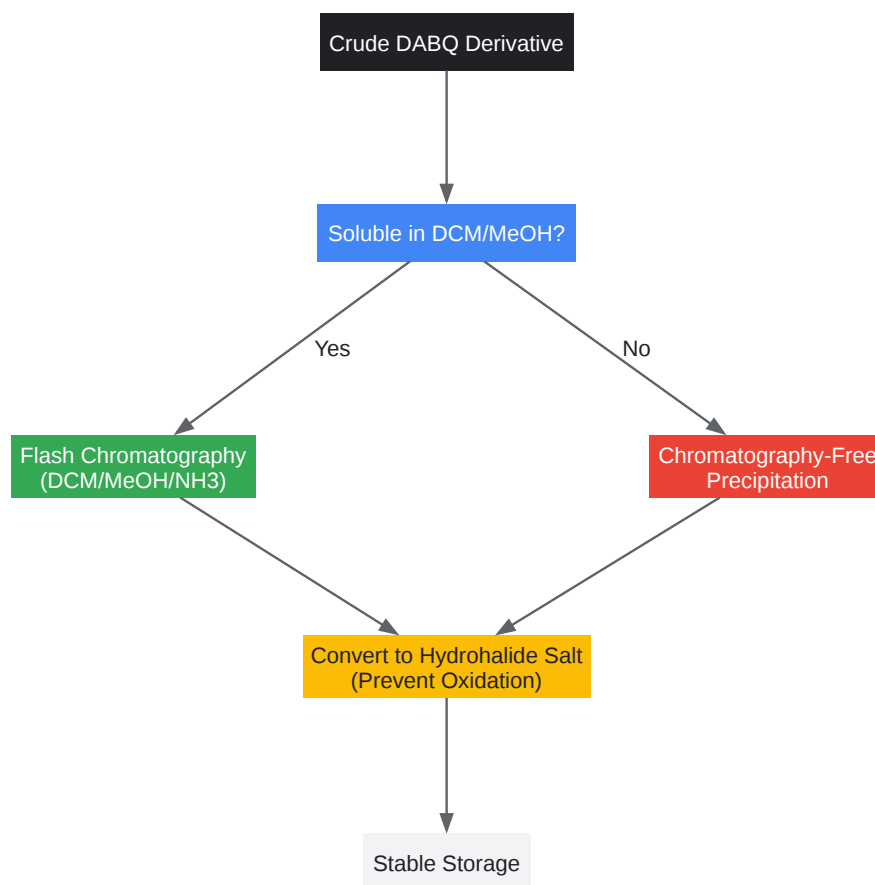 Crude DABQ Derivative
Soluble in DCM/MeOH?
Yes
No
Flash Chromatography
(DCM/MeOH/NH3)
Chromatography-Free
Precipitation
Convert to Hydrohalide Salt
(Prevent Oxidation)
Stable Storage